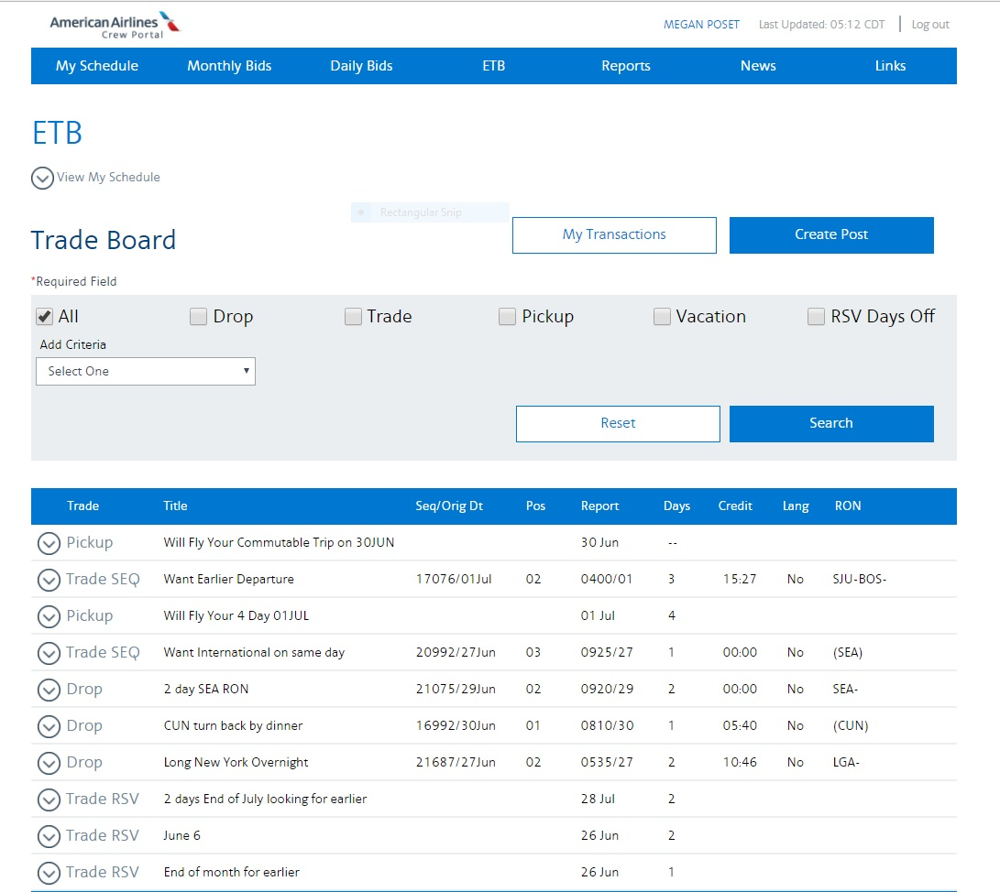 American Airlines
Crew Portal
MEGAN POSET Last Updated: 05:12 CDT | Log out
My Schedule Monthly Bids Daily Bids ETB Reports News Links
ETB
View My Schedule
Rectangular Snip
Trade Board My Transactions Create Post
*Required Field
All Drop Trade Pickup Vacation RSV Days Off
Add Criteria
Select One
Reset Search
Trade Title Seq/Orig Dt Pos Report Days Credit Lang RON
Pickup Will Fly Your Commutable Trip on 30JUN 30 Jun --
Trade SEQ Want Earlier Departure 17076/01Jul 02 0400/01 3 15:27 No SJU-BOS-
Pickup Will Fly Your 4 Day 01JUL 01 Jul 4
Trade SEQ Want International on same day 20992/27Jun 03 0925/27 1 00:00 No (SEA)
Drop 2 day SEA RON 21075/29Jun 02 0920/29 2 00:00 No SEA-
Drop CUN turn back by dinner 16992/30Jun 01 0810/30 1 05:40 No (CUN)
Drop Long New York Overnight 21687/27Jun 02 0535/27 2 10:46 No LGA-
Trade RSV 2 days End of July looking for earlier 28 Jul 2
Trade RSV June 6 26 Jun 2
Trade RSV End of month for earlier 26 Jun 1